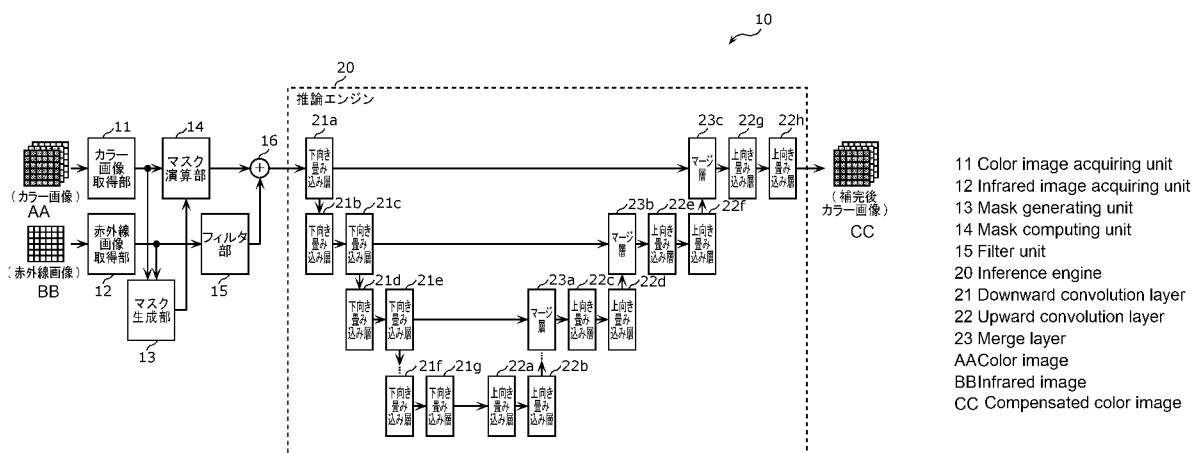 10
20
推論エンジン
11
14
16
21a
23c
22g
22h
カラー
画像
取得部
マスク
演算部
下向き
畳み
込み層
マージ
層
上向き
畳み
込み層
上向き
畳み
込み層
(カラー画像)
AA
(補完後
カラー画像)
CC
21b
21c
23b
22e
22f
赤外線
画像
取得部
フィルタ
部
下向き
畳み
込み層
下向き
畳み
込み層
マージ
層
上向き
畳み
込み層
上向き
畳み
込み層
(赤外線画像)
BB
12
15
マスク
生成部
13
21d
21e
23a
22c
22d
下向き
畳み
込み層
下向き
畳み
込み層
マージ
層
上向き
畳み
込み層
上向き
畳み
込み層
21f
21g
22a
22b
下向き
畳み
込み層
下向き
畳み
込み層
上向き
畳み
込み層
上向き
畳み
込み層
11 Color image acquiring unit
12 Infrared image acquiring unit
13 Mask generating unit
14 Mask computing unit
15 Filter unit
20 Inference engine
21 Downward convolution layer
22 Upward convolution layer
23 Merge layer
AAColor image
BBInfrared image
CC Compensated color image